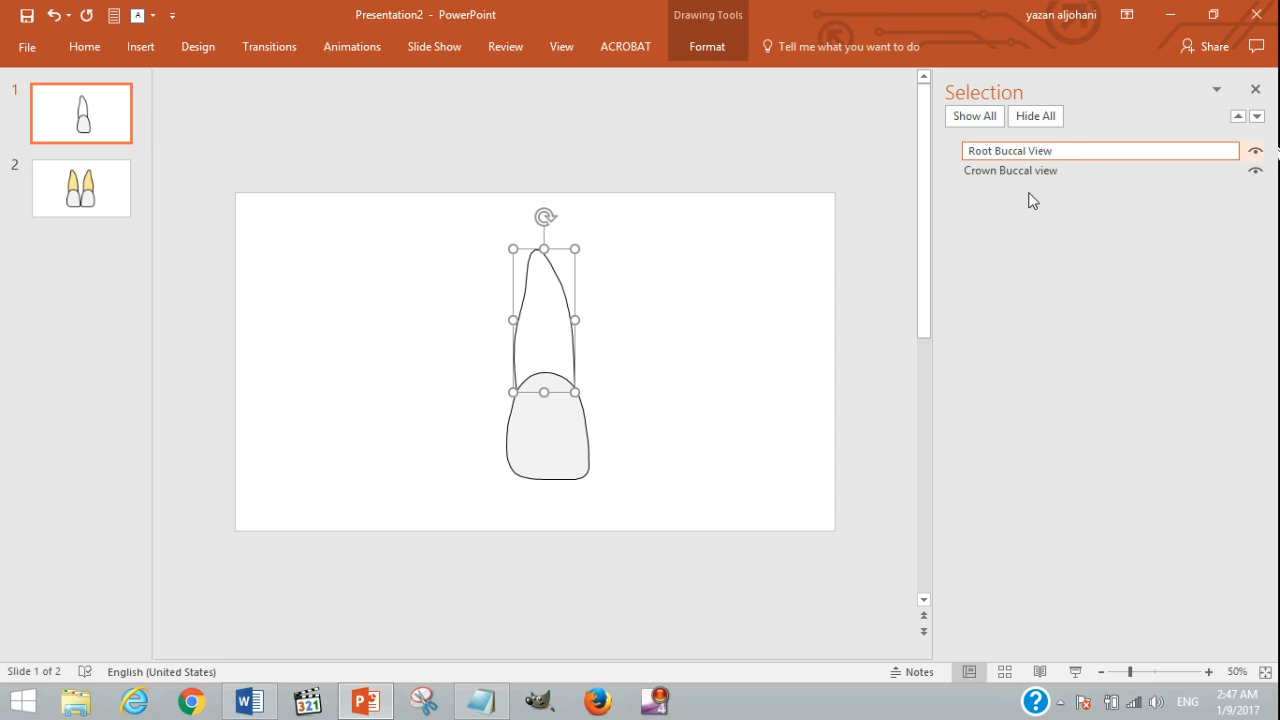 Presentation2 - PowerPoint
Drawing Tools
yazan aljohani
File Home Insert Design Transitions Animations Slide Show Review View ACROBAT Format Tell me what you want to do Share
1
2
Selection
Show All Hide All
Root Buccal View
Crown Buccal view
Slide 1 of 2 English (United States) Notes 50%
321
4
ENG
2:47 AM
1/9/2017